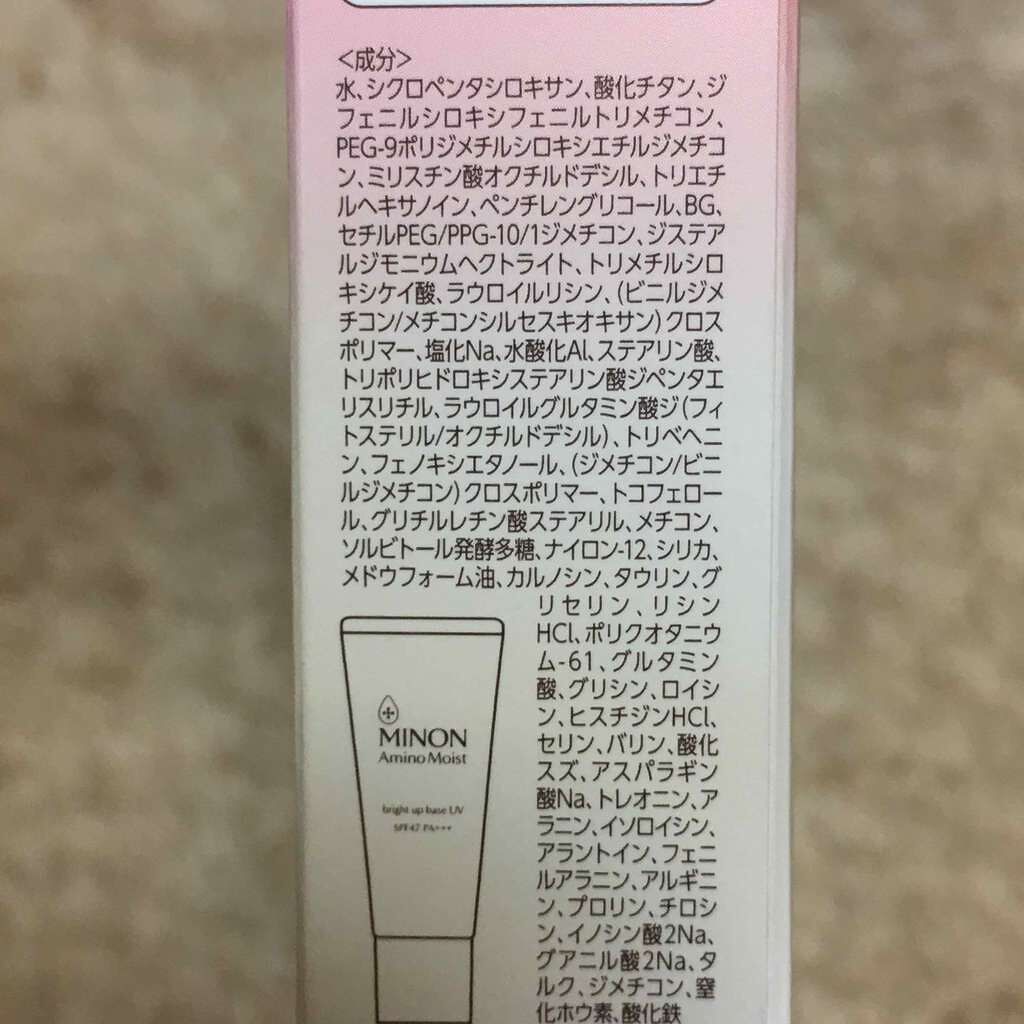 <成分>
水、シクロペンタシロキサン、酸化チタン、ジ
フェニルシロキシフェニルトリメチコン、
PEG-9ポリジメチルシロキシエチルジメチコ
ン、ミリスチン酸オクチルドデシル、トリエチ
ルヘキサノイン、ペンチレングリコール、BG、
セチルPEG/PPG-10/1ジメチコン、ジステア
ルジモニウムヘクトライト、トリメチルシロ
キシケイ酸、ラウロイルリシン、(ビニルジメ
チコン/メチコンシルセスキオキサン)クロス
ポリマー、塩化Na、水酸化Al、ステアリン酸、
トリポリヒドロキシステアリン酸ジペンタエ
リスリチル、ラウロイルグルタミン酸ジ(フィ
トステリル/オクチルドデシル)、トリベヘニ
ン、フェノキシエタノール、(ジメチコン/ビニ
ルジメチコン)クロスポリマー、トコフェロー
ル、グリチルレチン酸ステアリル、メチコン、
ソルビトール発酵多糖、ナイロン-12、シリカ、
メドウフォーム油、カルノシン、タウリン、グ
リセリン、リシン
HCl、ポリクオタニウ
ム-61、グルタミン
酸、グリシン、ロイシ
ン、ヒスチジンHCl、
セリン、バリン、酸化
スズ、アスパラギン
酸Na、トレオニン、ア
ラニン、イソロイシン、
アラントイン、フェニ
ルアラニン、アルギニ
ン、プロリン、チロシ
ン、イノシン酸2Na、
グアニル酸2Na、タ
ルク、ジメチコン、窒
化ホウ素、酸化鉄
MINON
Amino Moist
bright up base UV
SPF47 PA+++